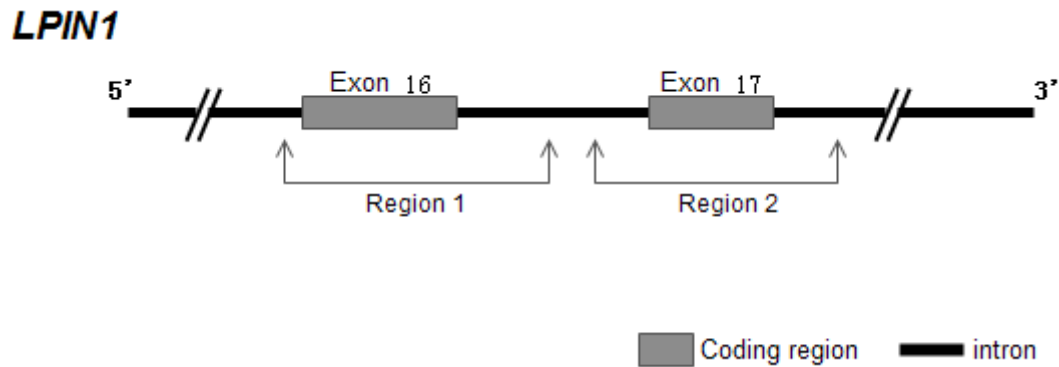 LPIN1
Exon 16 Exon 17
5’ 3’
Region 1 Region 2
Coding region intron